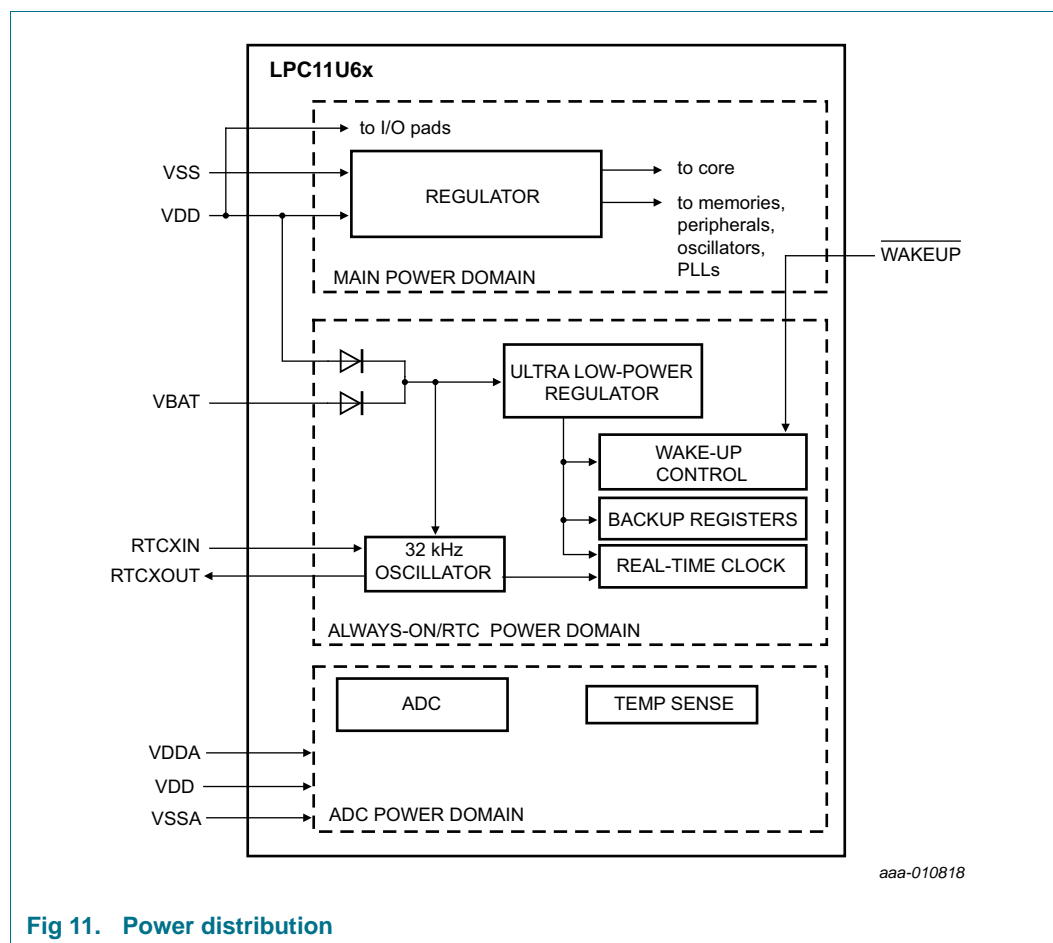 LPC11U6x
to I/O pads
VSS
VDD
REGULATOR
to core
to memories,
peripherals,
oscillators,
PLLs
WAKEUP
MAIN POWER DOMAIN
VBAT
ULTRA LOW-POWER
REGULATOR
WAKE-UP
CONTROL
BACKUP REGISTERS
REAL-TIME CLOCK
RTCXIN
RTCXOUT
32 kHz
OSCILLATOR
ALWAYS-ON/RTC POWER DOMAIN
ADC
TEMP SENSE
VDDA
VDD
VSSA
ADC POWER DOMAIN
aaa-010818
Fig 11. Power distribution